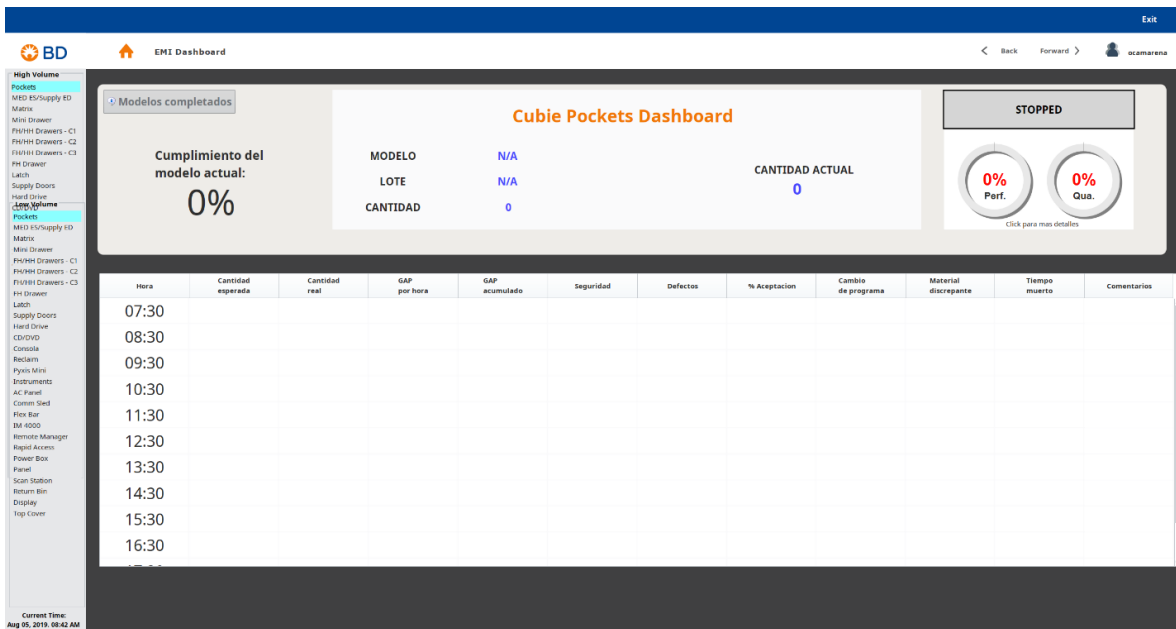 Exit
BD
EMI Dashboard
Back
Forward
ocamarena
High Volume
Pockets
MED ES/Supply ED
Matrix
Mini Drawer
FH/HH Drawers - C1
FH/HH Drawers - C2
FH/HH Drawers - C3
FH Drawer
Latch
Supply Doors
Hard Drive
CD/DVD
Low Volume
Pockets
MED ES/Supply ED
Matrix
Mini Drawer
FH/HH Drawers - C1
FH/HH Drawers - C2
FH/HH Drawers - C3
FH Drawer
Latch
Supply Doors
Hard Drive
CD/DVD
Consola
Reclaim
Pyxis Mini
Instruments
AC Panel
Comm Sled
Flex Bar
IM 4000
Remote Manager
Rapid Access
Power Box
Panel
Scan Station
Return Bin
Display
Top Cover
Current Time:
Aug 05, 2019. 08:42 AM
Modelos completados
Cumplimiento del
modelo actual:
0%
Cubie Pockets Dashboard
MODELO N/A
LOTE N/A
CANTIDAD 0
CANTIDAD ACTUAL
0
STOPPED
0%
Perf.
0%
Qua.
Click para mas detalles
Hora
Cantidad
esperada
Cantidad
real
GAP
por hora
GAP
acumulado
Seguridad
Defectos
% Aceptacion
Cambio
de programa
Material
discrepante
Tiempo
muerto
Comentarios
07:30
08:30
09:30
10:30
11:30
12:30
13:30
14:30
15:30
16:30